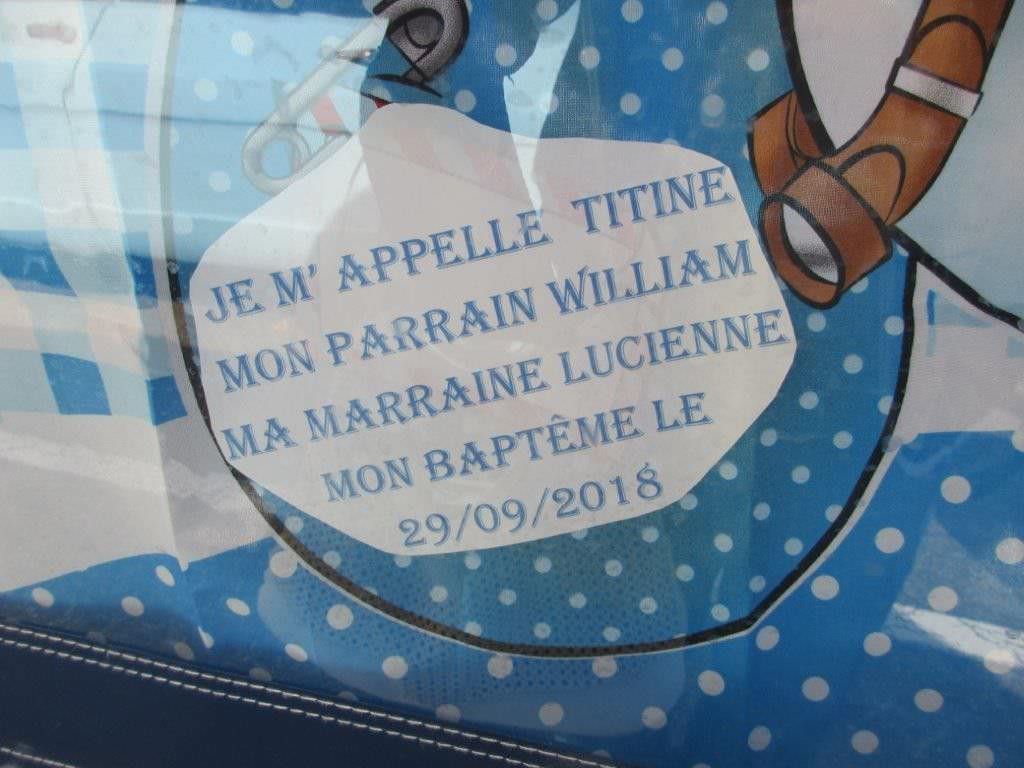 JE M' APPELLE TITINE
MON PARRAIN WILLIAM
MA MARRAINE LUCIENNE
MON BAPTÊME LE
29/09/2018